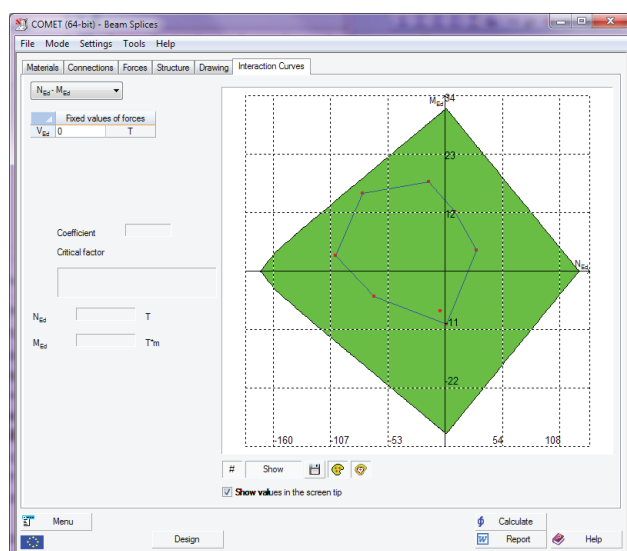 COMET (64-bit) - Beam Splices
File Mode Settings Tools Help
Materials Connections Forces Structure Drawing Interaction Curves
NEd - MEd
Fixed values of forces
VEd 0 T
Coefficient
Critical factor
NEd T
MEd T*m
MEd 34
23
12
NEd
-11
-22
-160 -107 -53 54 108
# Show
Show values in the screen tip
Menu
Calculate
Design
Report
Help